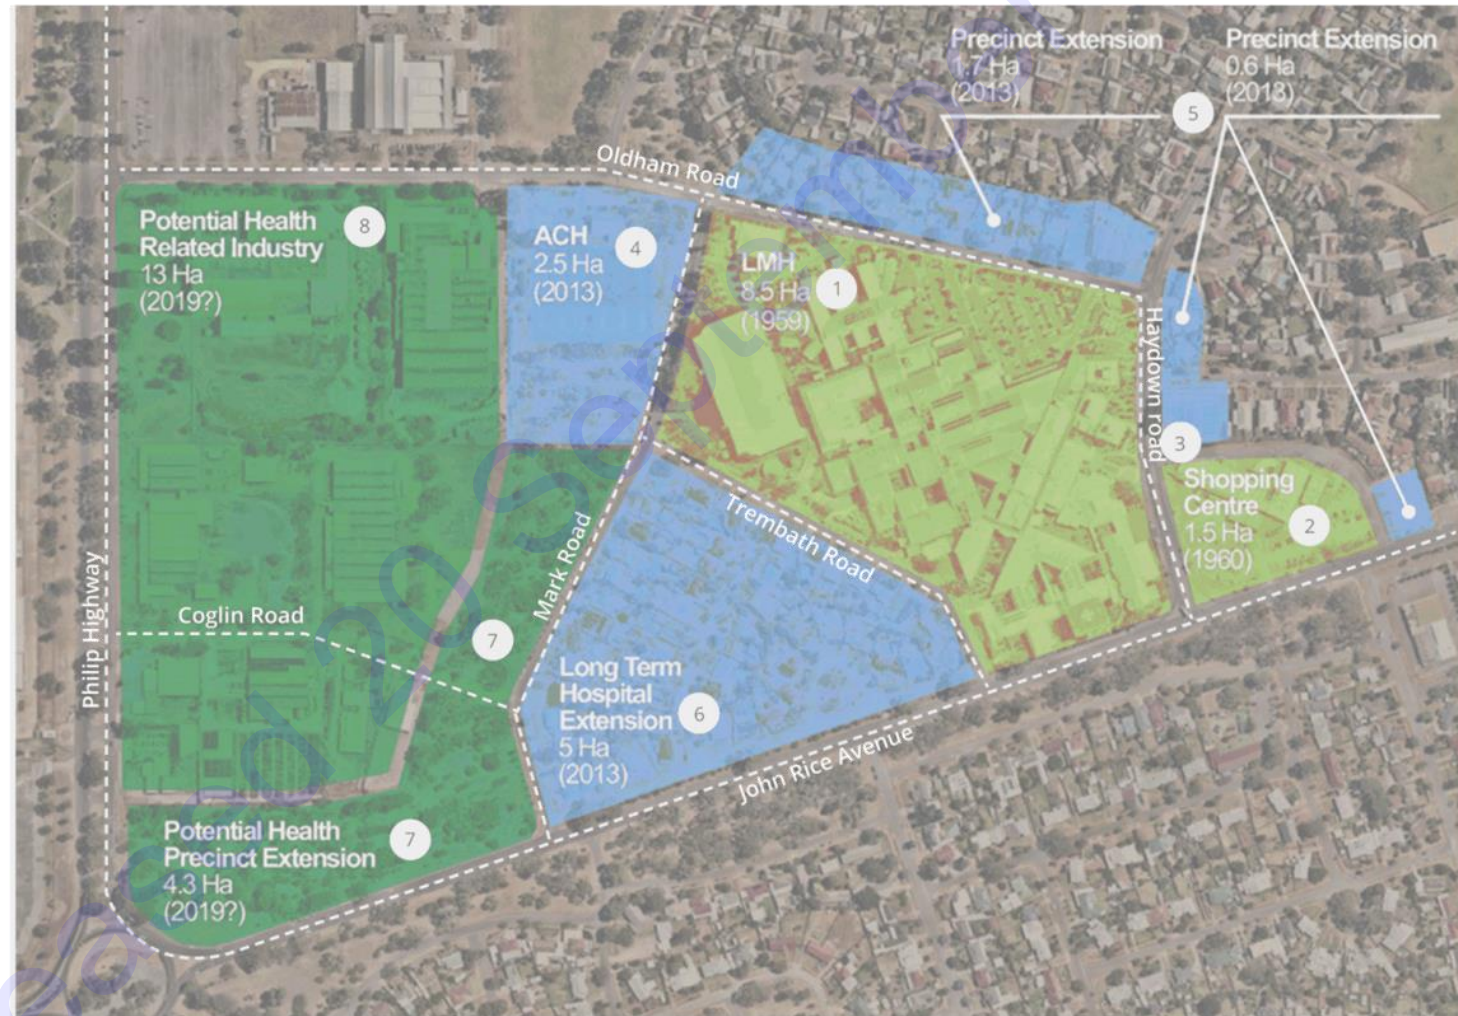 Precinct Extension
1.7 Ha
(2013)
Precinct Extension
0.6 Ha
(2013)
5
Oldham Road
Potential Health
Related Industry
13 Ha
(2019?)
8
ACH
2.5 Ha
(2013)
4
LMH
8.5 Ha
(1959)
1
Haydown road
3
Shopping
Centre
1.5 Ha
(1960)
2
Trembath Road
Mark Road
Philip Highway
Coglin Road
7
Long Term
Hospital
Extension
5 Ha
(2013)
6
John Rice Avenue
Potential Health
Precinct Extension
4.3 Ha
(2019?)
7